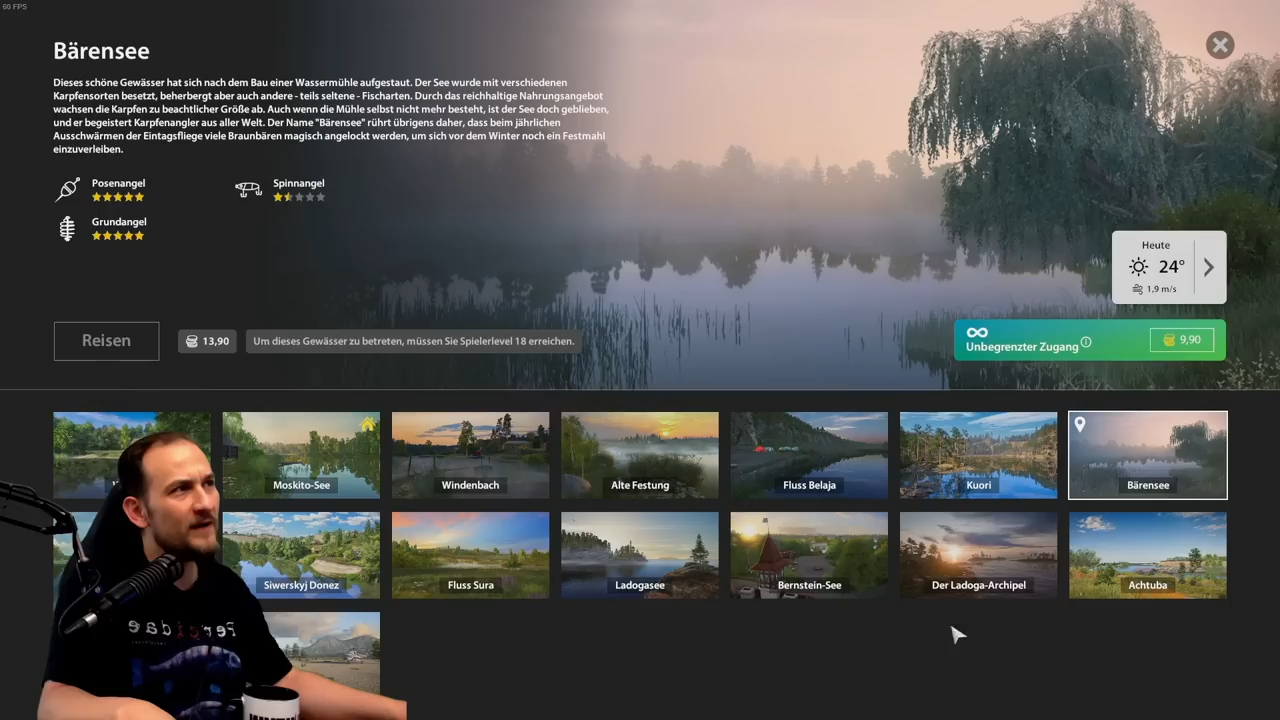 60 FPS
Bärensee
Dieses schöne Gewässer hat sich nach dem Bau einer Wassermühle aufgestaut. Der See wurde mit verschiedenen
Karpfensorten besetzt, beherbergt aber auch andere - teils seltene - Fischarten. Durch das reichhaltige Nahrungsangebot
wachsen die Karpfen zu beachtlicher Größe ab. Auch wenn die Mühle selbst nicht mehr besteht, ist der See doch geblieben,
und er begeistert Karpfenangler aus aller Welt. Der Name "Bärensee" rührt übrigens daher, dass beim jährlichen
Ausschwärmen der Eintagsfliege viele Braunbären magisch angelockt werden, um sich vor dem Winter noch ein Festmahl
einzuverleiben.
Posenangel
Spinnangel
Grundangel
Heute
24°
1,9 m/s
Reisen
13,90
Um dieses Gewässer zu betreten, müssen Sie Spielerlevel 18 erreichen.
Unbegrenzter Zugang
9,90
Moskito-See
Windenbach
Alte Festung
Fluss Belaja
Kuori
Bärensee
Siwerskyj Donez
Fluss Sura
Ladogasee
Bernstein-See
Der Ladoga-Archipel
Achtuba